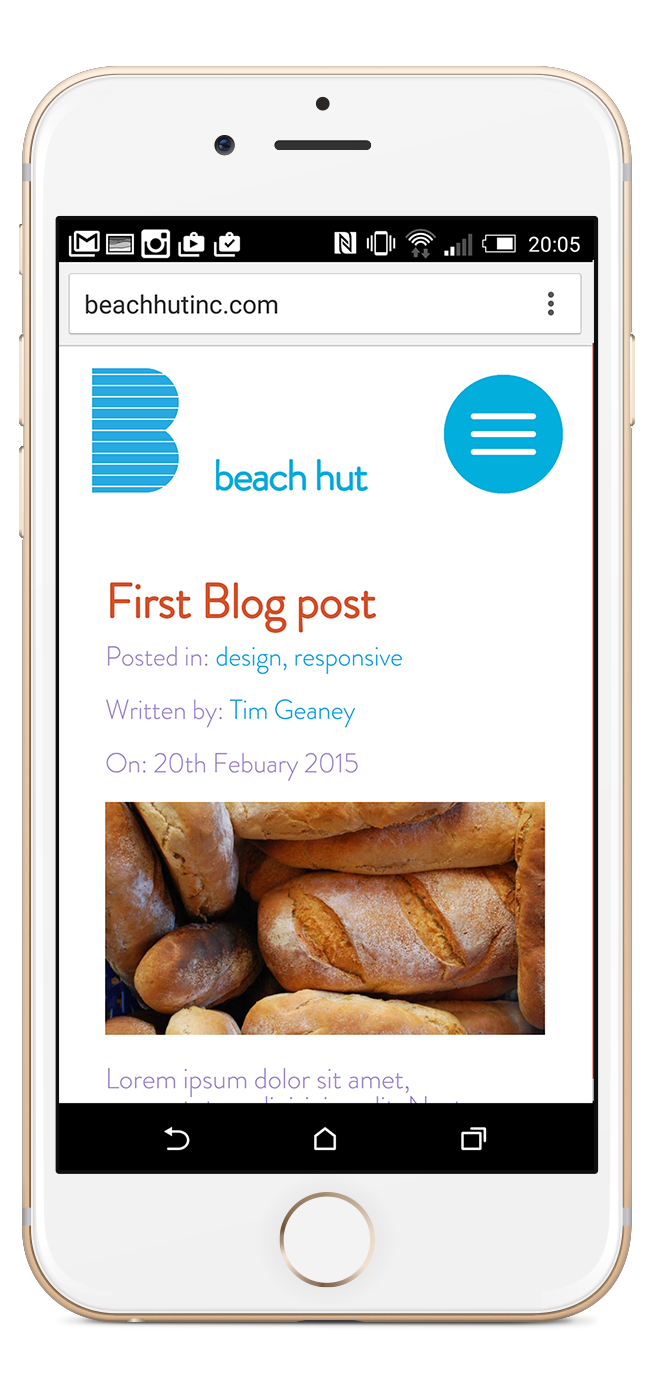 20:05
beachhutinc.com
B
beach hut
First Blog post
Posted in: design, responsive
Written by: Tim Geaney
On: 20th Febuary 2015
Lorem ipsum dolor sit amet,